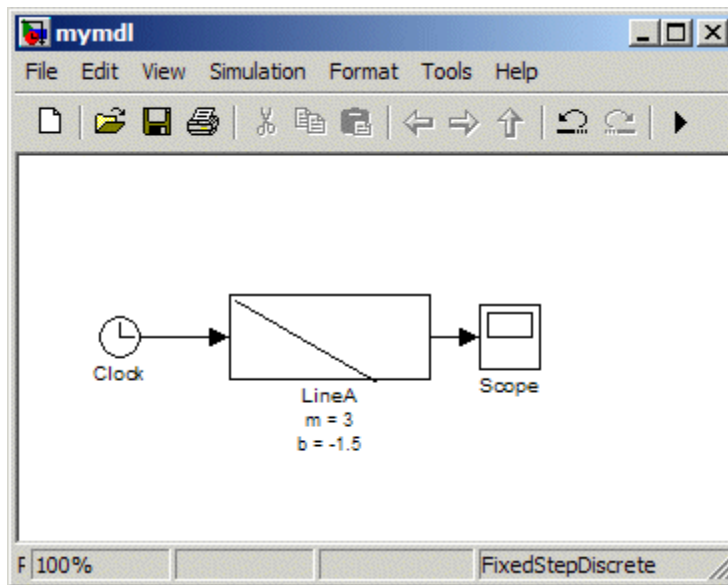 mymdl
File Edit View Simulation Format Tools Help
Clock
LineA
m = 3
b = -1.5
Scope
F 100% FixedStepDiscrete